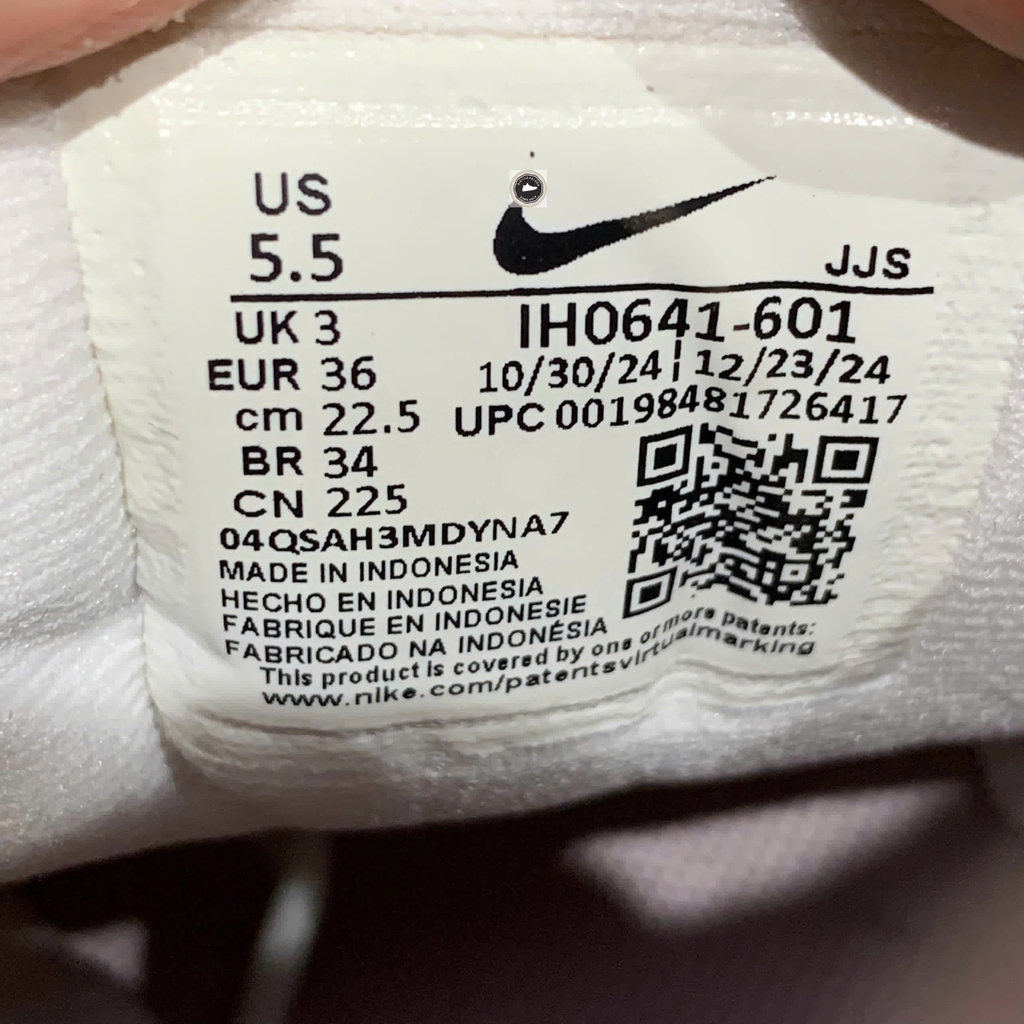 US
5.5
JJS
UK 3
IH0641-601
EUR 36
10/30/24 | 12/23/24
cm 22.5
UPC 00198481726417
BR 34
CN 225
04QSAH3MDYNA7
MADE IN INDONESIA
HECHO EN INDONESIA
FABRIQUE EN INDONESIE
FABRICADO NA INDONÉSIA
This product is covered by one or more patents:
www.nike.com/patentsvirtualmarking